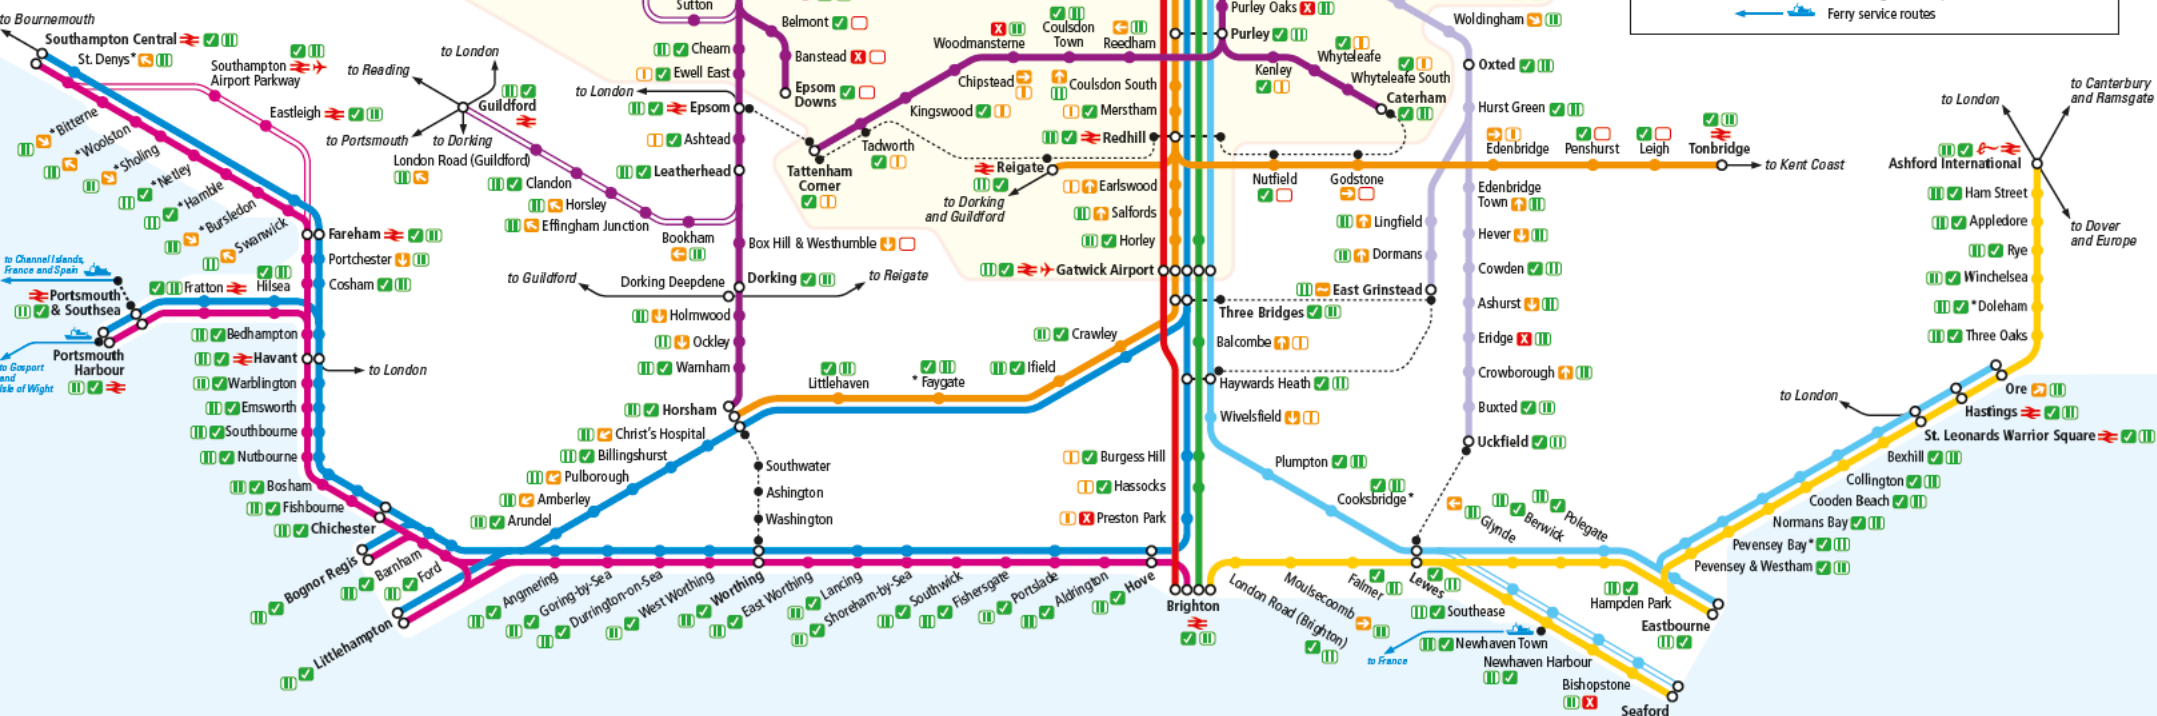 to Bournemouth
Southampton Central
St. Denys*
Southampton
Airport Parkway
Eastleigh
*Bitterne
*Woolston
*Sholing
*Netley
*Hamble
*Bursledon
Swanwick
Fareham
Portchester
Cosham
to Channel Islands,
France and Spain
Portsmouth
& Southsea
Fratton
Hilsea
Portsmouth
Harbour
to Gosport
and
Isle of Wight
Bedhampton
Havant
to London
Warblington
Emsworth
Southbourne
Nutbourne
Bosham
Fishbourne
Chichester
Bognor Regis
Barnham
Ford
Littlehampton
to London
to Reading
Guildford
to Portsmouth
to Dorking
London Road (Guildford)
Clandon
Horsley
Effingham Junction
Bookham
Sutton
Cheam
Ewell East
to London
Epsom
Ashtead
Leatherhead
Box Hill & Westhumble
to Guildford
Dorking Deepdene
Dorking
to Reigate
Holmwood
Ockley
Warnham
Horsham
Christ's Hospital
Billingshurst
Pulborough
Amberley
Arundel
Belmont
Banstead
Epsom
Downs
Tattenham
Corner
Tadworth
Kingswood
Chipstead
Woodmansterne
Coulsdon
Town
Reedham
Coulsdon South
Merstham
Redhill
Reigate
to Dorking
and Guildford
Earlswood
Salfords
Horley
Gatwick Airport
Three Bridges
Crawley
Ifield
* Faygate
Littlehaven
Southwater
Ashington
Washington
Balcombe
Haywards Heath
Wivelsfield
Burgess Hill
Hassocks
Preston Park
Angmering
Goring-by-Sea
Durrington-on-Sea
West Worthing
Worthing
East Worthing
Lancing
Shoreham-by-Sea
Southwick
Fishersgate
Portslade
Aldrington
Hove
Brighton
Purley Oaks
Purley
Kenley
Whyteleafe
Whyteleafe South
Caterham
Woldingham
Oxted
Hurst Green
Edenbridge
Penshurst
Leigh
Tonbridge
to Kent Coast
Nutfield
Godstone
Lingfield
Dormans
East Grinstead
Edenbridge
Town
Hever
Cowden
Ashurst
Eridge
Crowborough
Buxted
Uckfield
Plumpton
Cooksbridge*
London Road (Brighton)
Moulsecoomb
Falmer
Lewes
Glynde
Berwick
Polegate
Southease
to France
Newhaven Town
Newhaven Harbour
Bishopstone
Seaford
Hampden Park
Eastbourne
Pevensey & Westham
Pevensey Bay*
Normans Bay
Cooden Beach
Collington
Bexhill
St. Leonards Warrior Square
Hastings
Ore
to London
Three Oaks
*Doleham
Winchelsea
Rye
Appledore
Ham Street
Ashford International
to London
to Canterbury
and Ramsgate
to Dover
and Europe
Ferry service routes